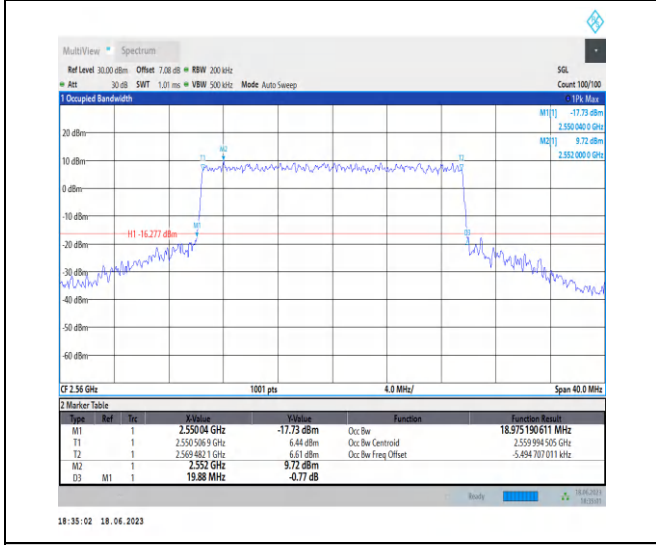 MultiView Spectrum
Ref Level 30.00 dBm Offset 7.08 dB RBW 200 kHz SGL
Att 30 dB SWT 1.01 ms VBW 500 kHz Mode Auto Sweep Count 100/100
1 Occupied Bandwidth 1Pk Max
M1[1] -17.73 dBm
2.550 040 0 GHz
20 dBm
M2[1] 9.72 dBm
2.552 000 0 GHz
M2
T1 T2
10 dBm
0 dBm
-10 dBm
M1
H1 -16.277 dBm
D3
-20 dBm
-30 dBm
-40 dBm
-50 dBm
-60 dBm
CF 2.56 GHz 1001 pts 4.0 MHz/ Span 40.0 MHz
2 Marker Table
Type Ref Trc X-Value Y-Value Function Function Result
M1 1 2.55004 GHz -17.73 dBm Occ Bw 18.975 190 611 MHz
T1 1 2.550 506 9 GHz 6.44 dBm Occ Bw Centroid 2.559 994 505 GHz
T2 1 2.569 482 1 GHz 6.61 dBm Occ Bw Freq Offset -5.494 707 011 kHz
M2 1 2.552 GHz 9.72 dBm
D3 M1 1 19.88 MHz -0.77 dB
Ready 18.06.2023
18:35:01
18:35:02 18.06.2023